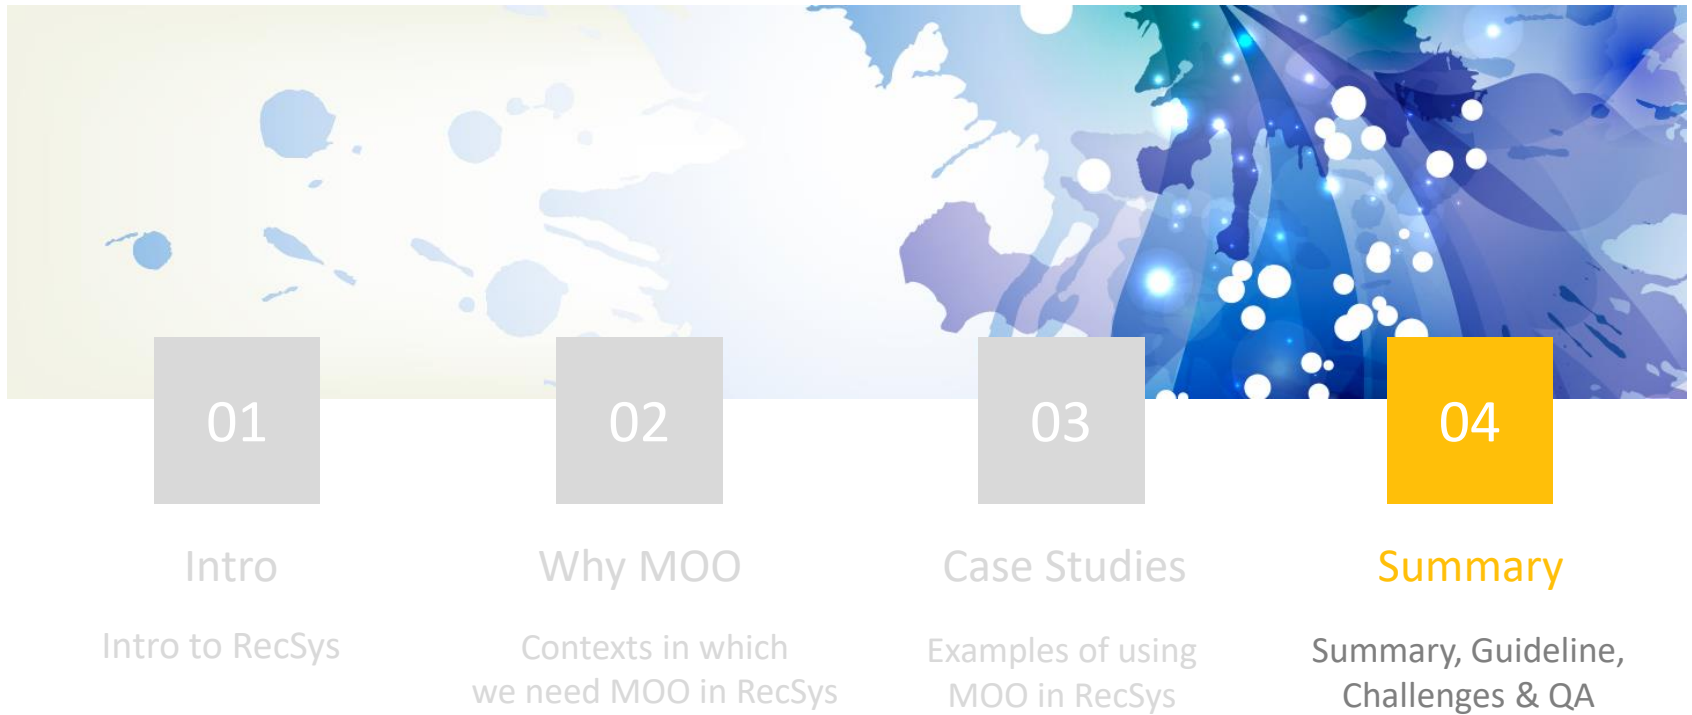 01
02
03
04
Intro
Why MOO
Case Studies
Summary
Intro to RecSys
Contexts in which
we need MOO in RecSys
Examples of using
MOO in RecSys
Summary, Guideline,
Challenges & QA